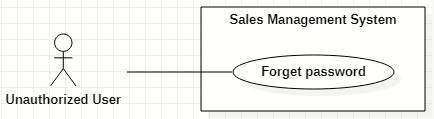 Sales Management System
Forget password
Unauthorized User